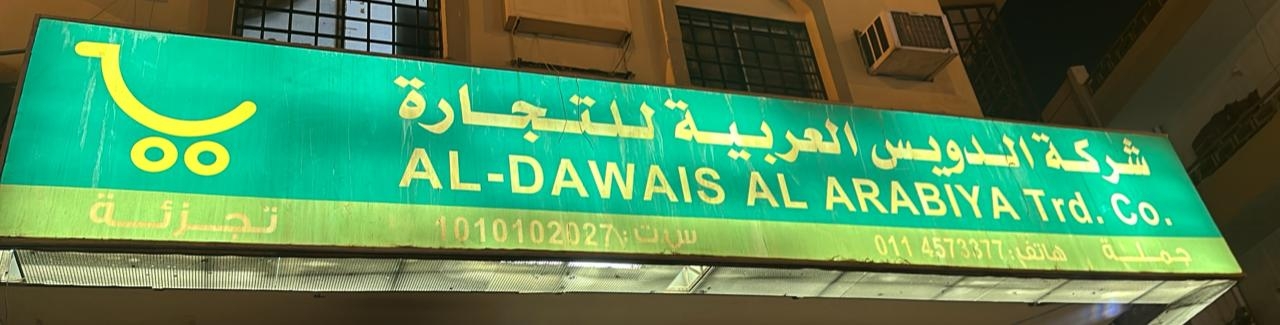 شركة الدويس العربية للتجارة
AL-DAWAIS AL ARABIYA Trd. Co.
جملة هاتف: 011 4573377 س ت: 1010102027 تجزئة